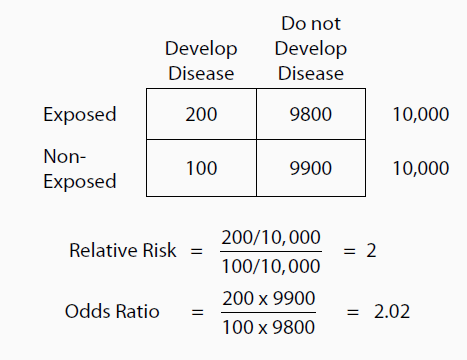 Do not
Develop Develop
Disease Disease
Exposed 200 9800 10,000
Non-
Exposed 100 9900 10,000
Relative Risk = 200/10,000 = 2
100/10,000
Odds Ratio = 200 x 9900 = 2.02
100 x 9800